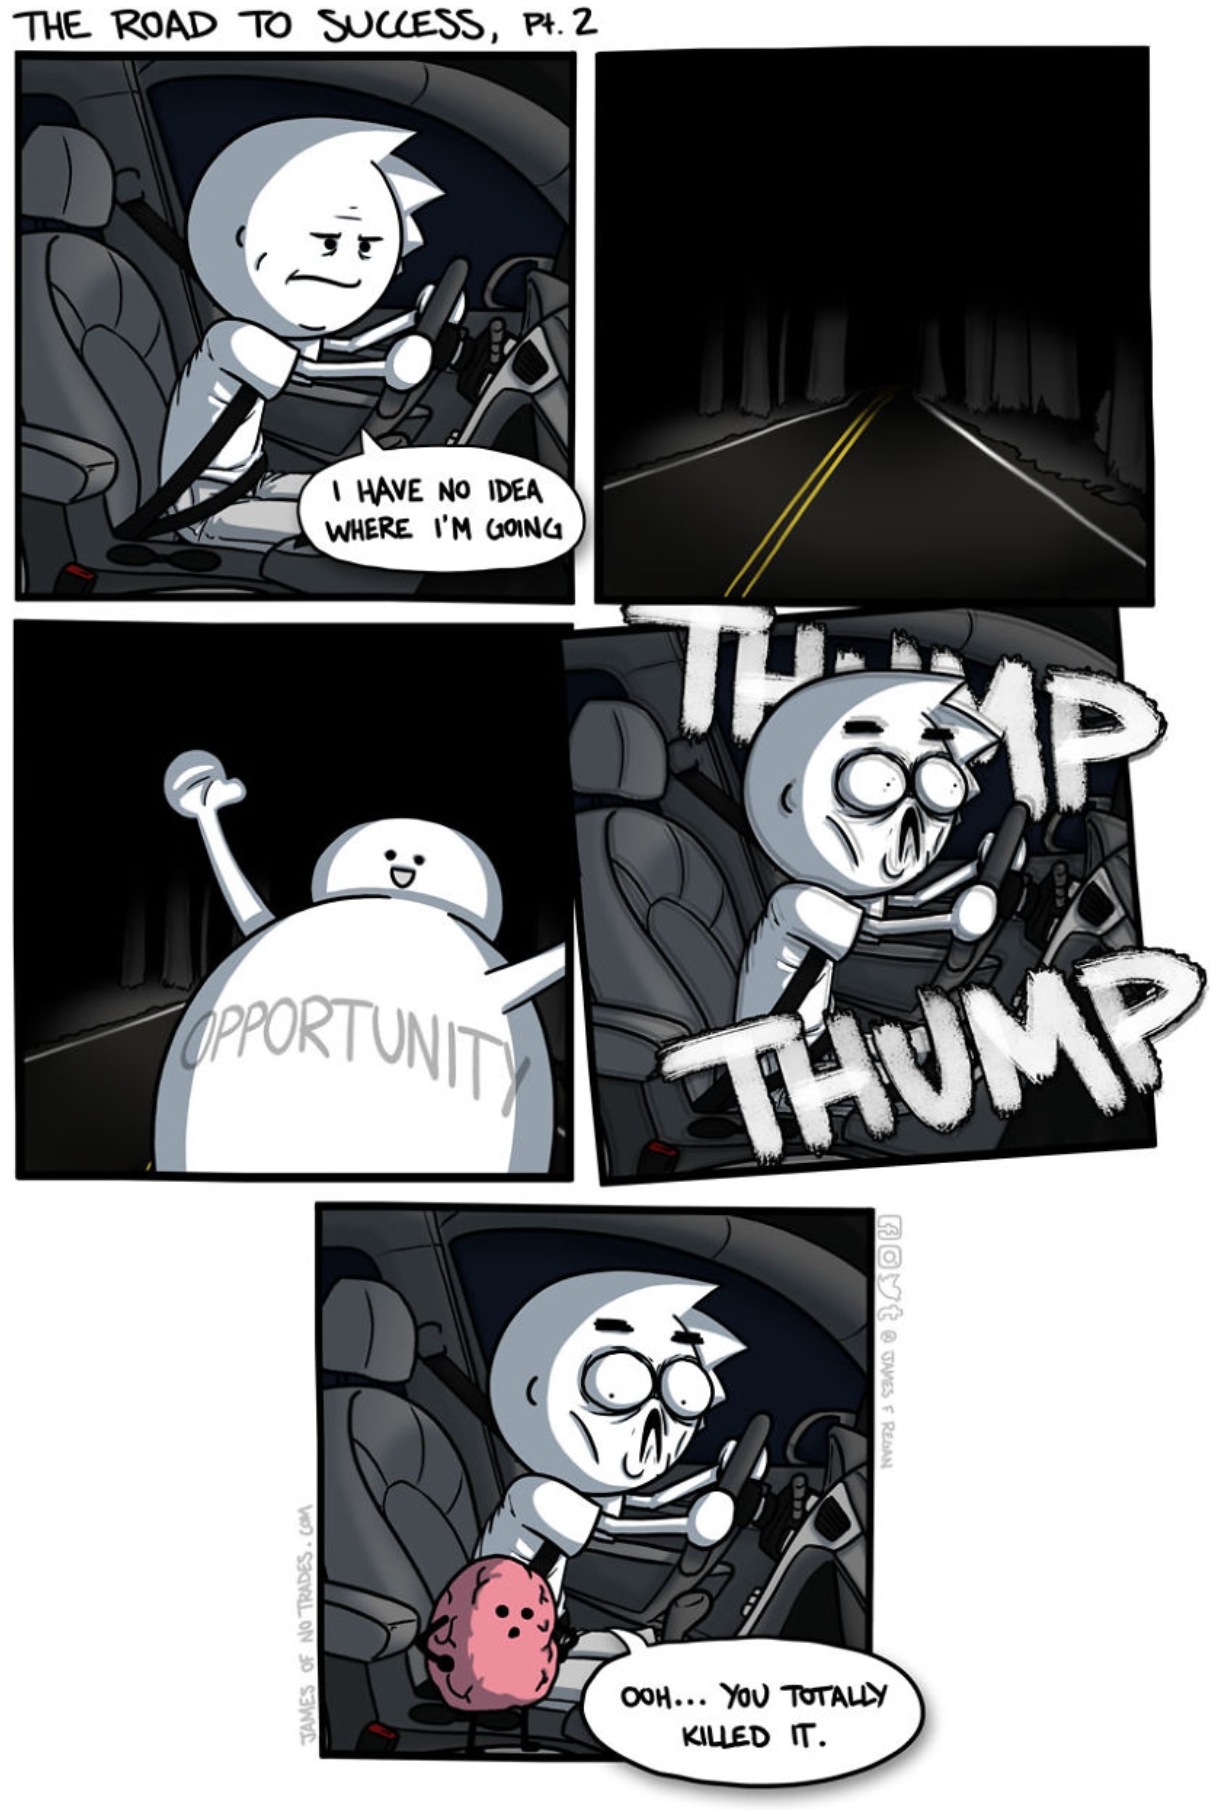 THE ROAD TO SUCCESS, Pt. 2
I HAVE NO IDEA
WHERE I'M GOING
OPPORTUNITY
THUMP
THUMP
OOH... YOU TOTALLY
KILLED IT.
JAMES OF NO TRADES.COM
@ JAMES F REGAN